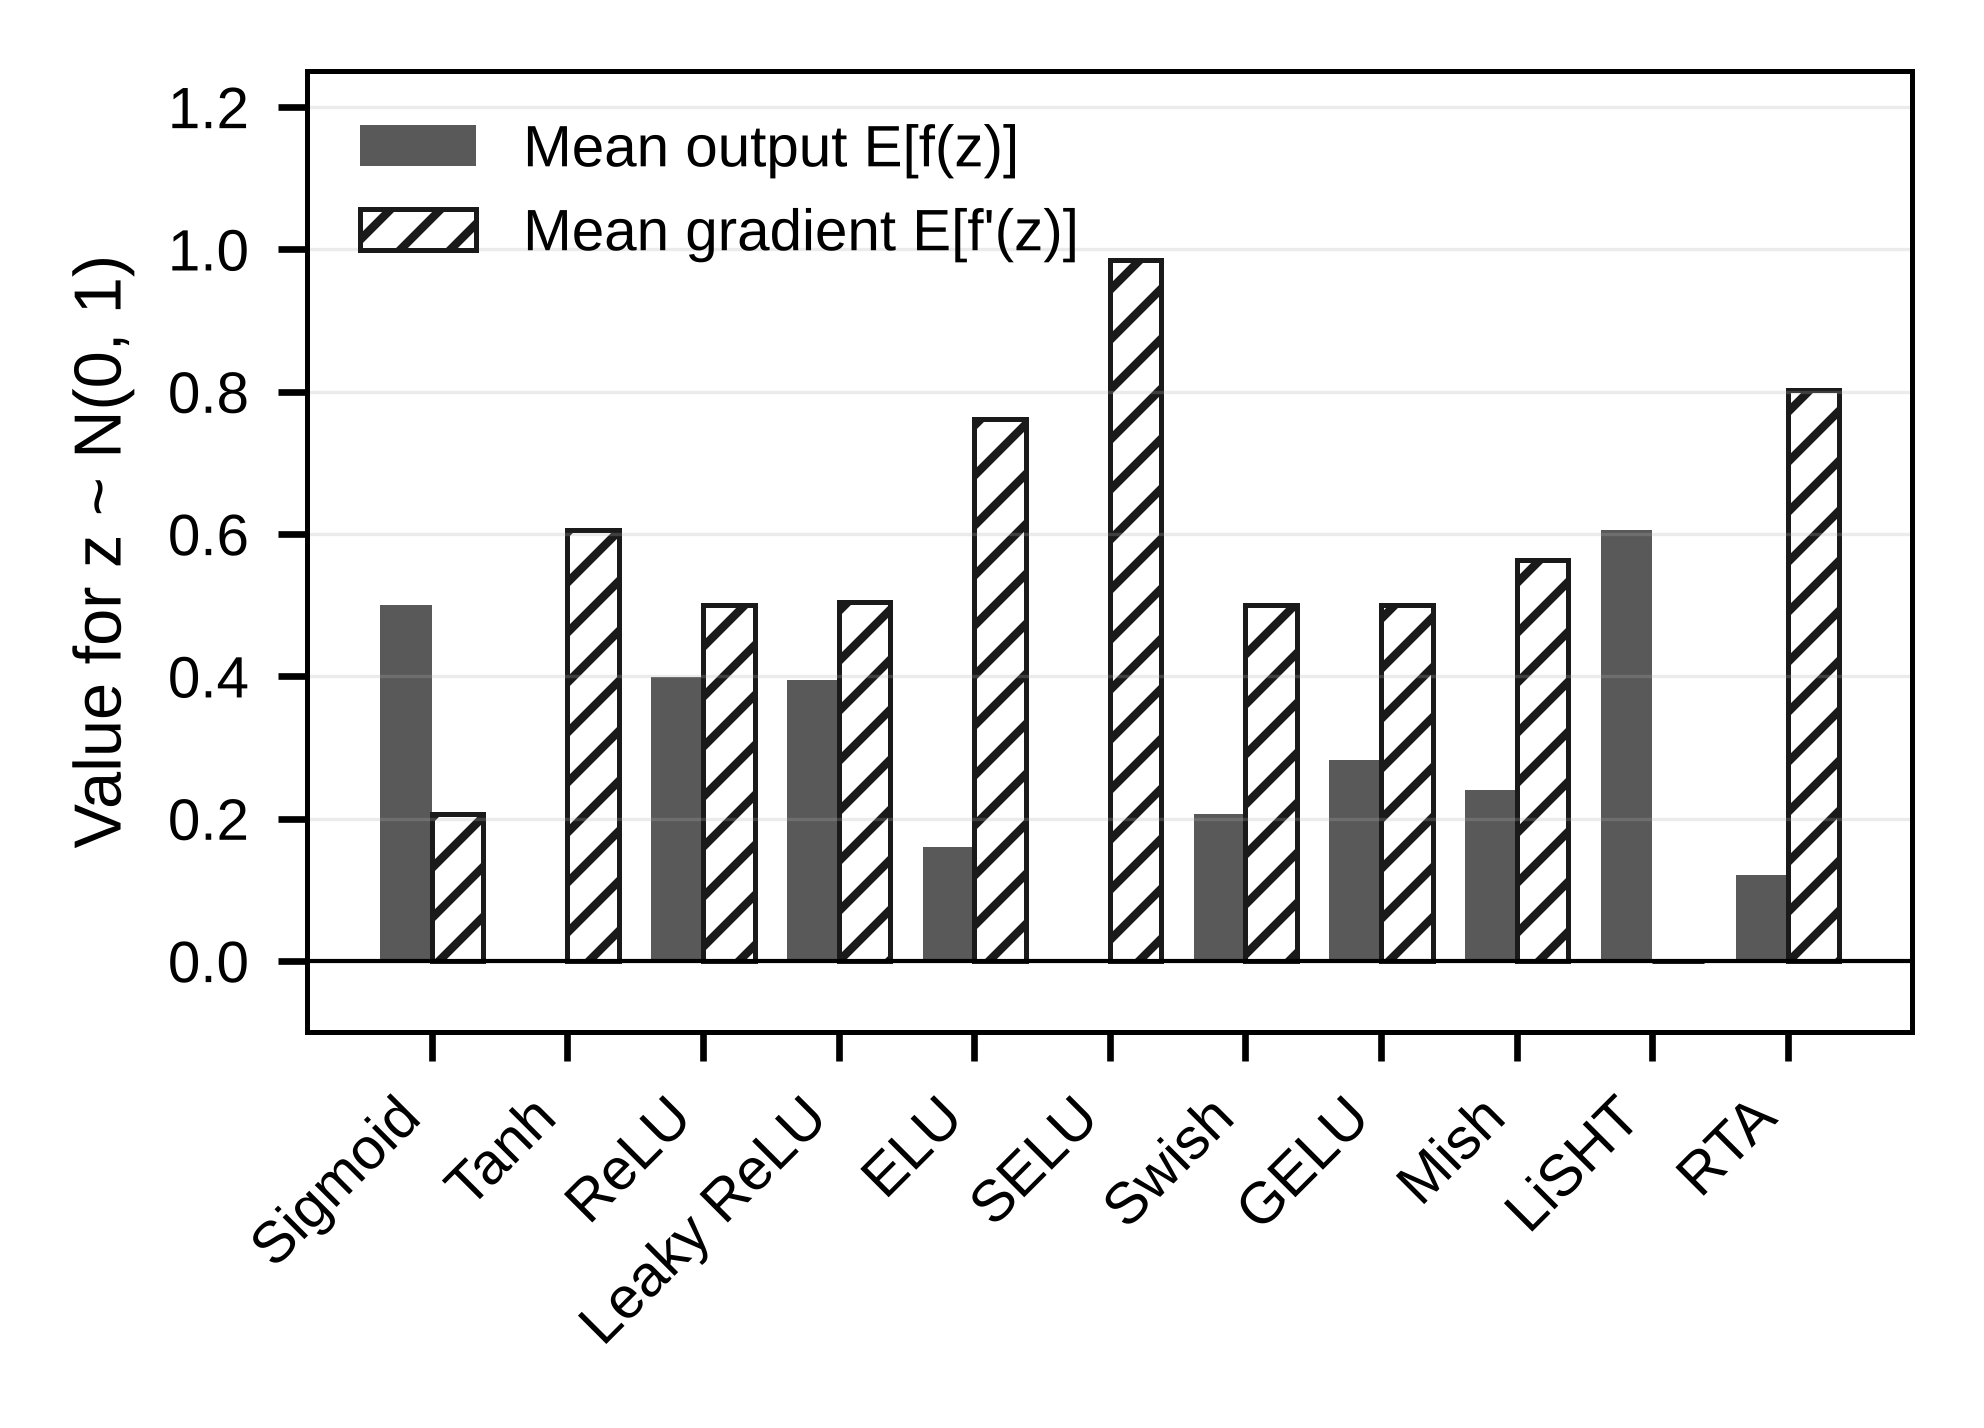 Mean output E[f(z)]
Mean gradient E[f'(z)]
Value for z ~ N(0, 1)
1.2
1.0
0.8
0.6
0.4
0.2
0.0
Sigmoid
Tanh
ReLU
Leaky ReLU
ELU
SELU
Swish
GELU
Mish
LiSHT
RTA